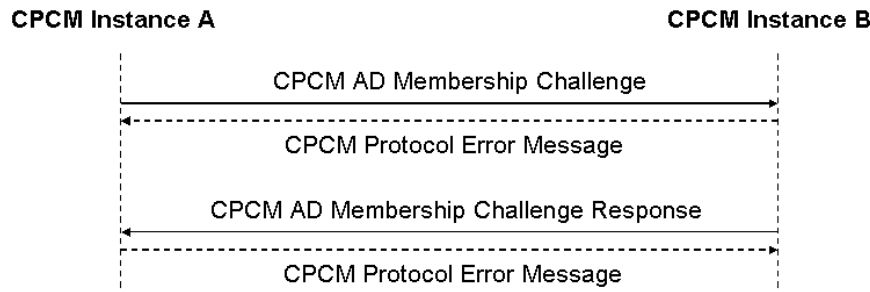 CPCM Instance A
CPCM Instance B
CPCM AD Membership Challenge
CPCM Protocol Error Message
CPCM AD Membership Challenge Response
CPCM Protocol Error Message